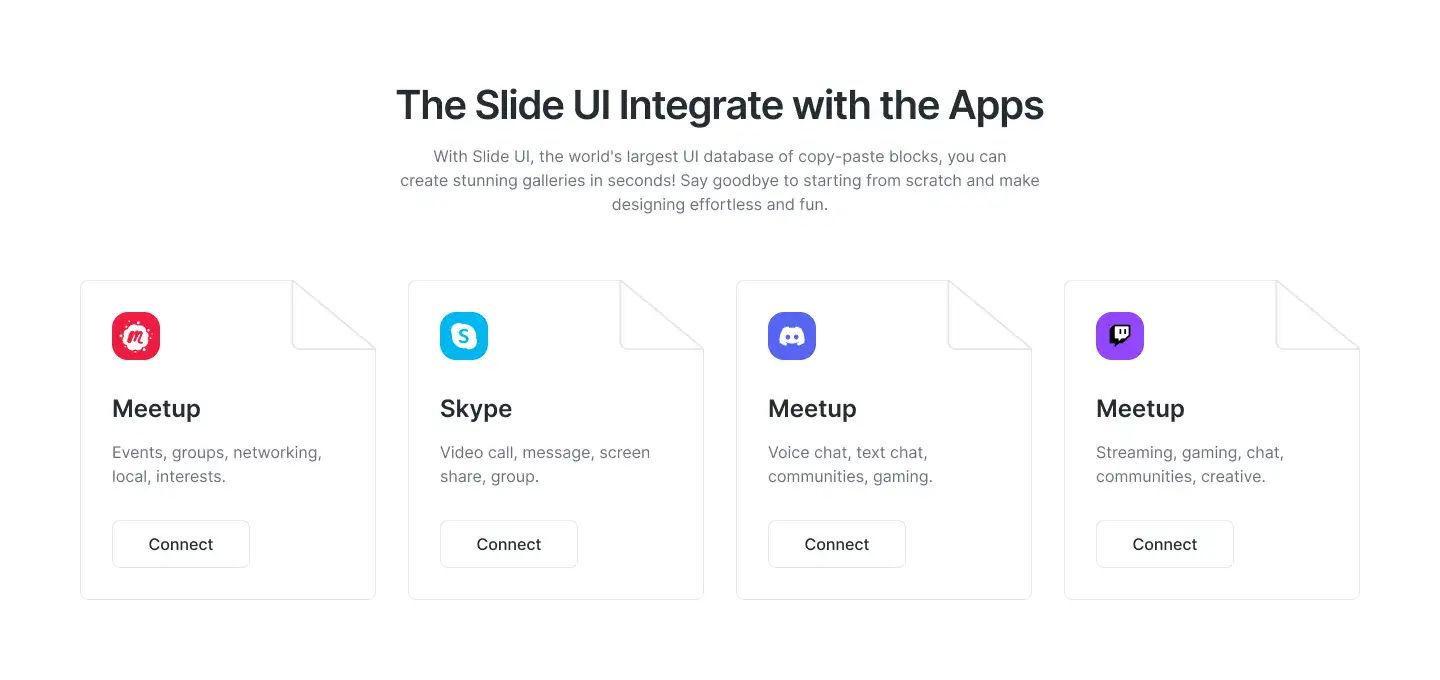 The Slide UI Integrate with the Apps
With Slide UI, the world's largest UI database of copy-paste blocks, you can
create stunning galleries in seconds! Say goodbye to starting from scratch and make
designing effortless and fun.
m
Meetup
Events, groups, networking,
local, interests.
Connect
S
Skype
Video call, message, screen
share, group.
Connect
Meetup
Voice chat, text chat,
communities, gaming.
Connect
Meetup
Streaming, gaming, chat,
communities, creative.
Connect